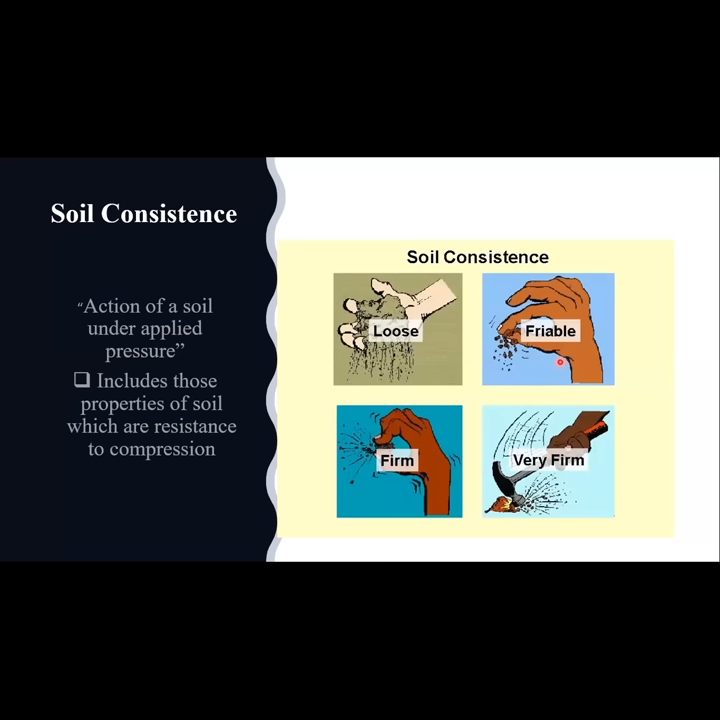 Soil Consistence
“Action of a soil
under applied
pressure”
❑ Includes those
properties of soil
which are resistance
to compression
Soil Consistence
Loose
Friable
Firm
Very Firm